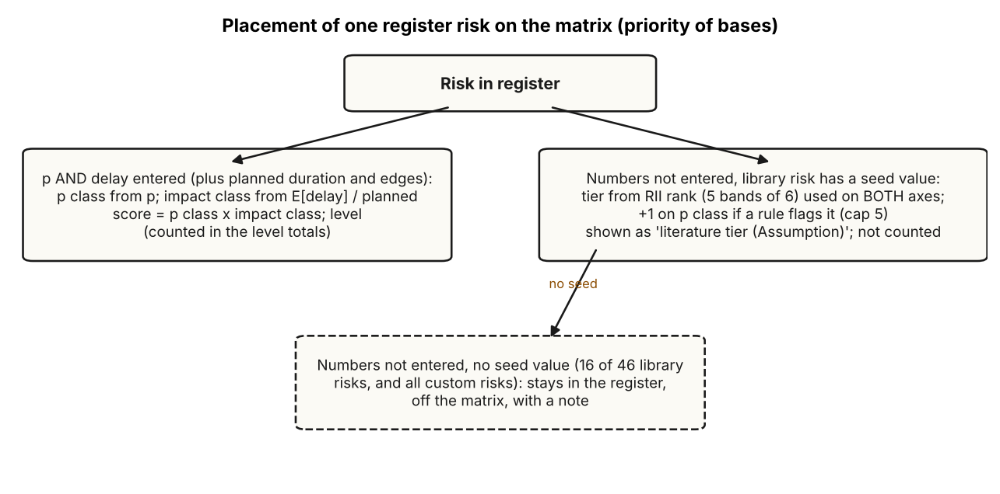 Placement of one register risk on the matrix (priority of bases)
Risk in register
p AND delay entered (plus planned duration and edges):
p class from p; impact class from E[delay] / planned
score = p class x impact class; level
(counted in the level totals)
Numbers not entered, library risk has a seed value:
tier from RII rank (5 bands of 6) used on BOTH axes;
+1 on p class if a rule flags it (cap 5)
shown as 'literature tier (Assumption)'; not counted
no seed
Numbers not entered, no seed value (16 of 46 library
risks, and all custom risks): stays in the register,
off the matrix, with a note